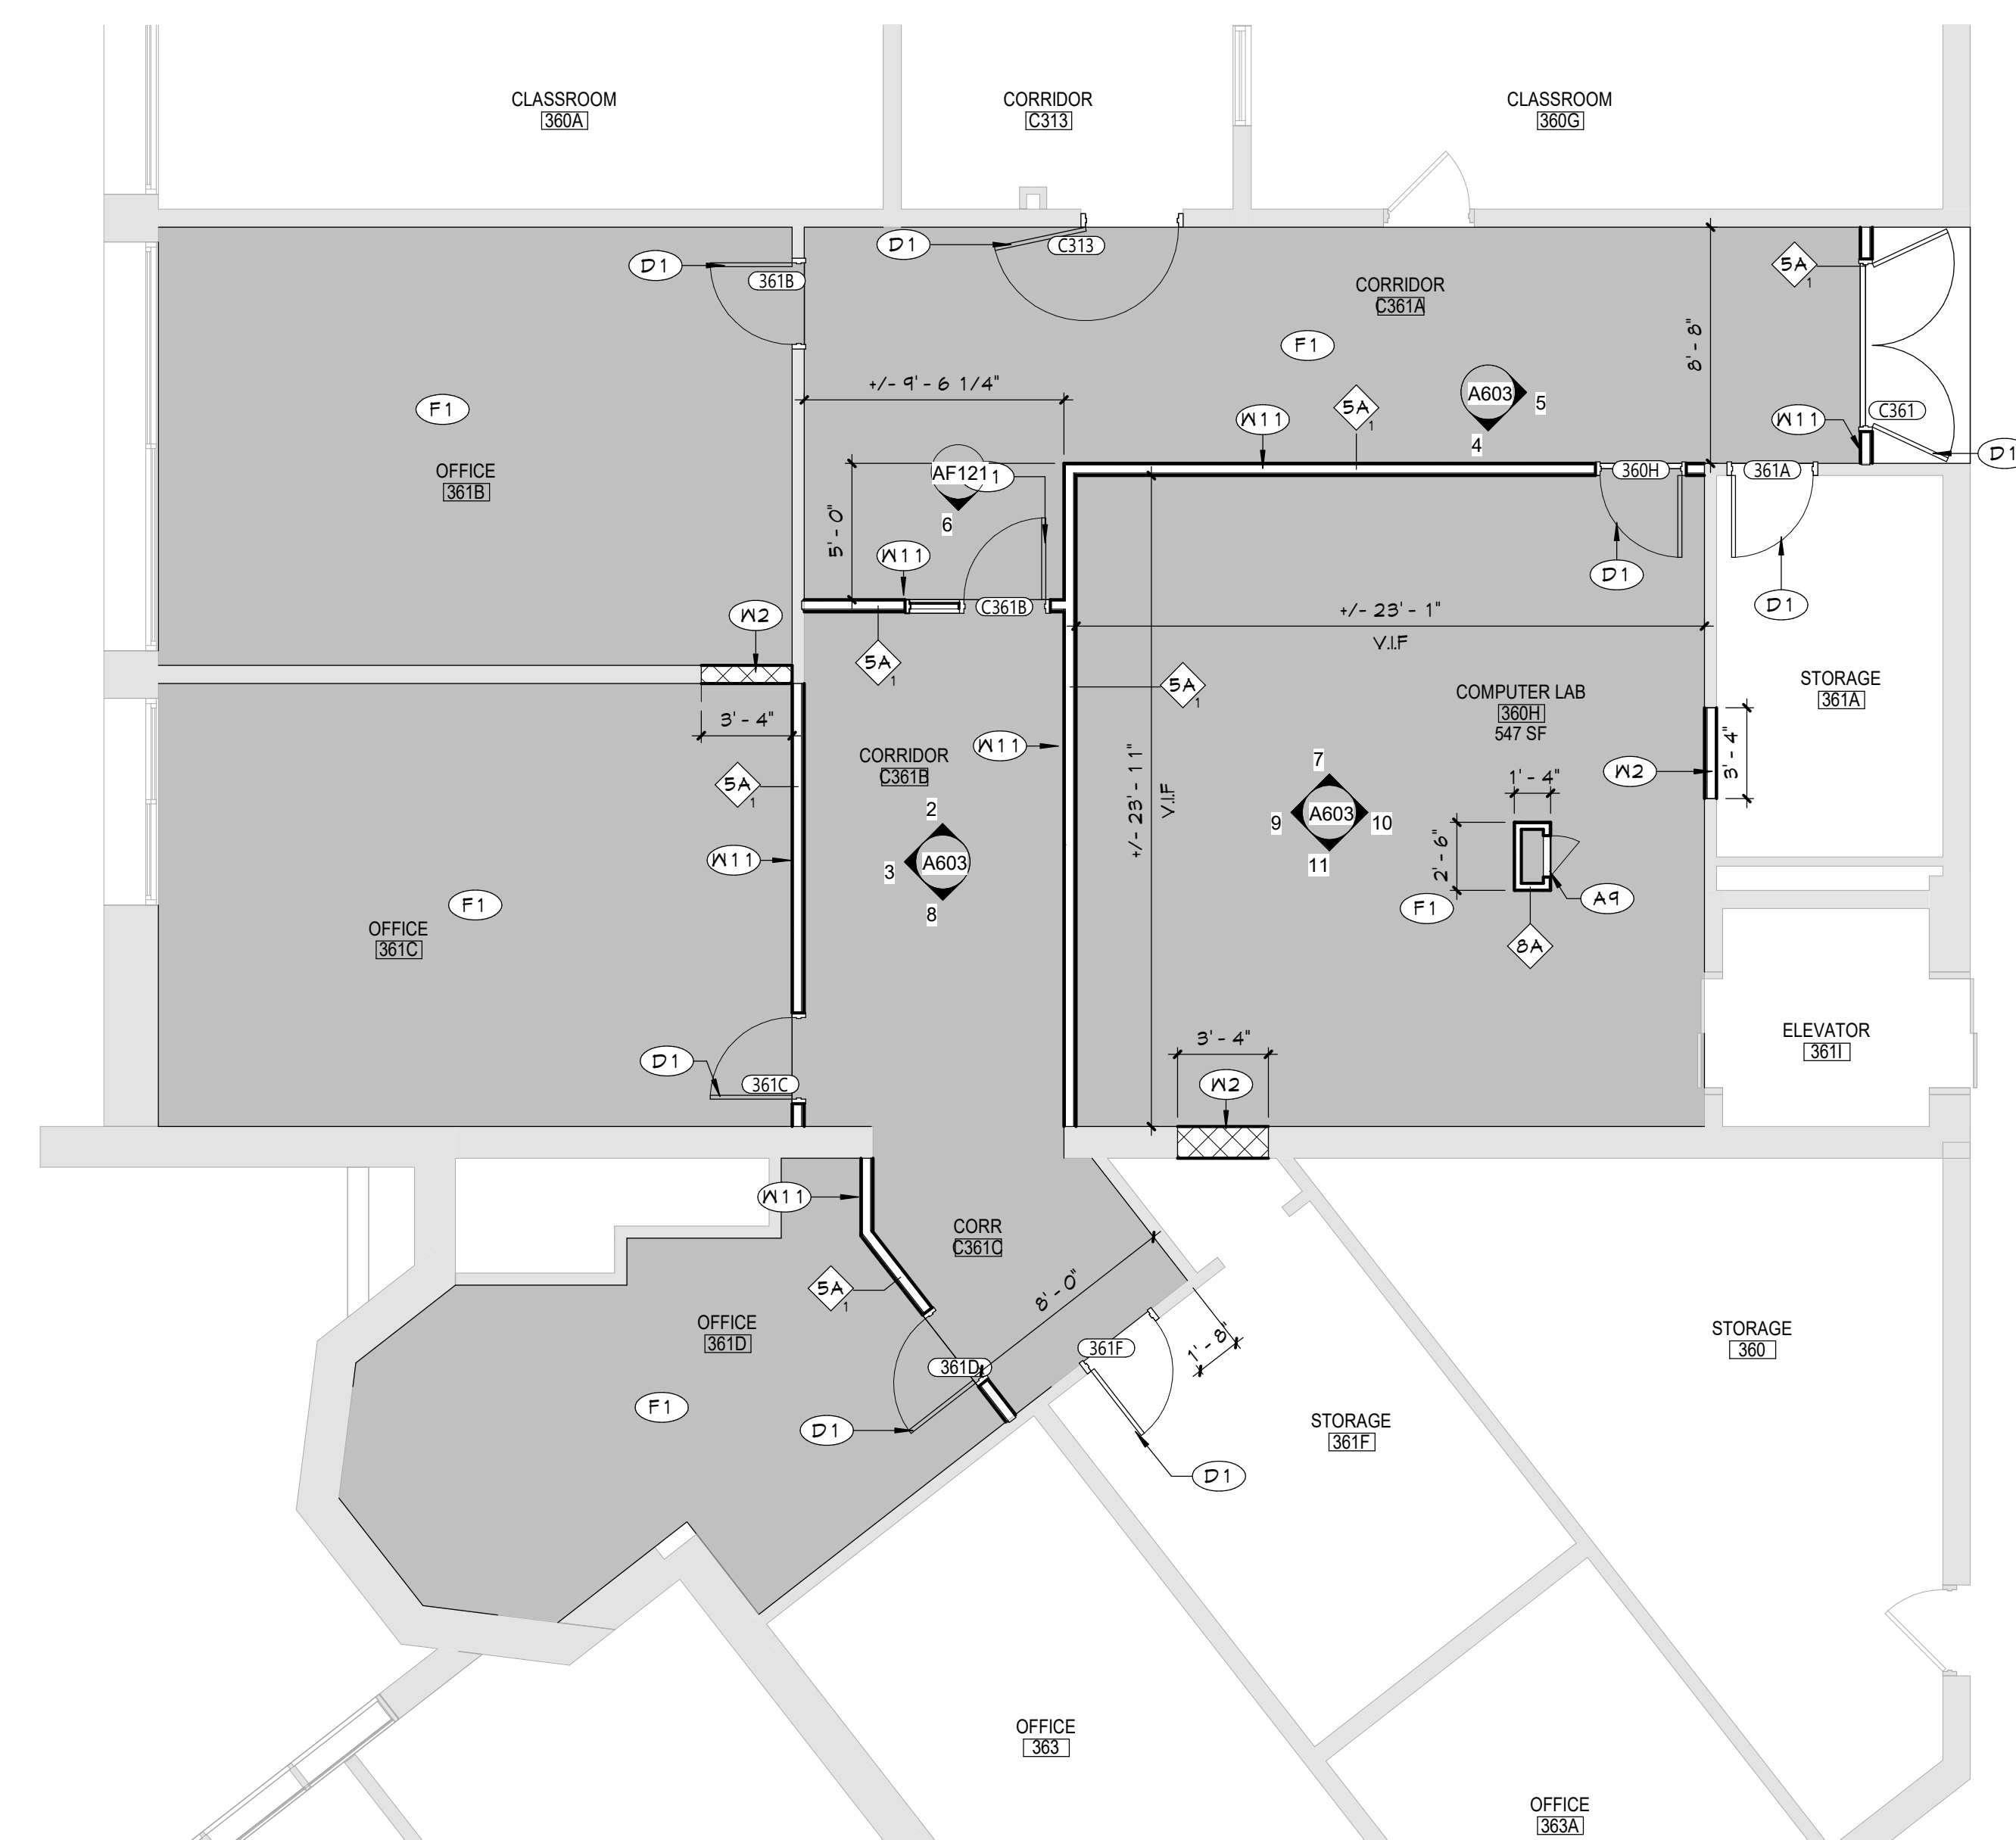 CLASSROOM
360A
CORRIDOR
C313
CLASSROOM
360G
D1
361B
D1
C313
CORRIDOR
C361A
F1
5A
1
8' - 8"
F1
OFFICE
361B
+/- 9' - 6 1/4"
W11
5A
1
A603
5
4
W11
C361
D1
AF121
1
6
5' - 0"
W11
C361B
360H
361A
D1
D1
W2
5A
1
+/- 23' - 1"
V.I.F
3' - 4"
5A
1
STORAGE
361A
COMPUTER LAB
360H
547 SF
W11
CORRIDOR
C361B
5A
1
W11
2
A603
3
8
+/- 23' - 11"
V.I.F
7
9
A603
10
11
1' - 4"
2' - 6"
W2
3' - 4"
A9
F1
8A
F1
OFFICE
361C
D1
361C
3' - 4"
W2
ELEVATOR
361I
W11
CORR
C361C
5A
1
8' - 0"
OFFICE
361D
361D
361F
1' - 8"
F1
D1
D1
STORAGE
361F
STORAGE
360
OFFICE
363
OFFICE
363A